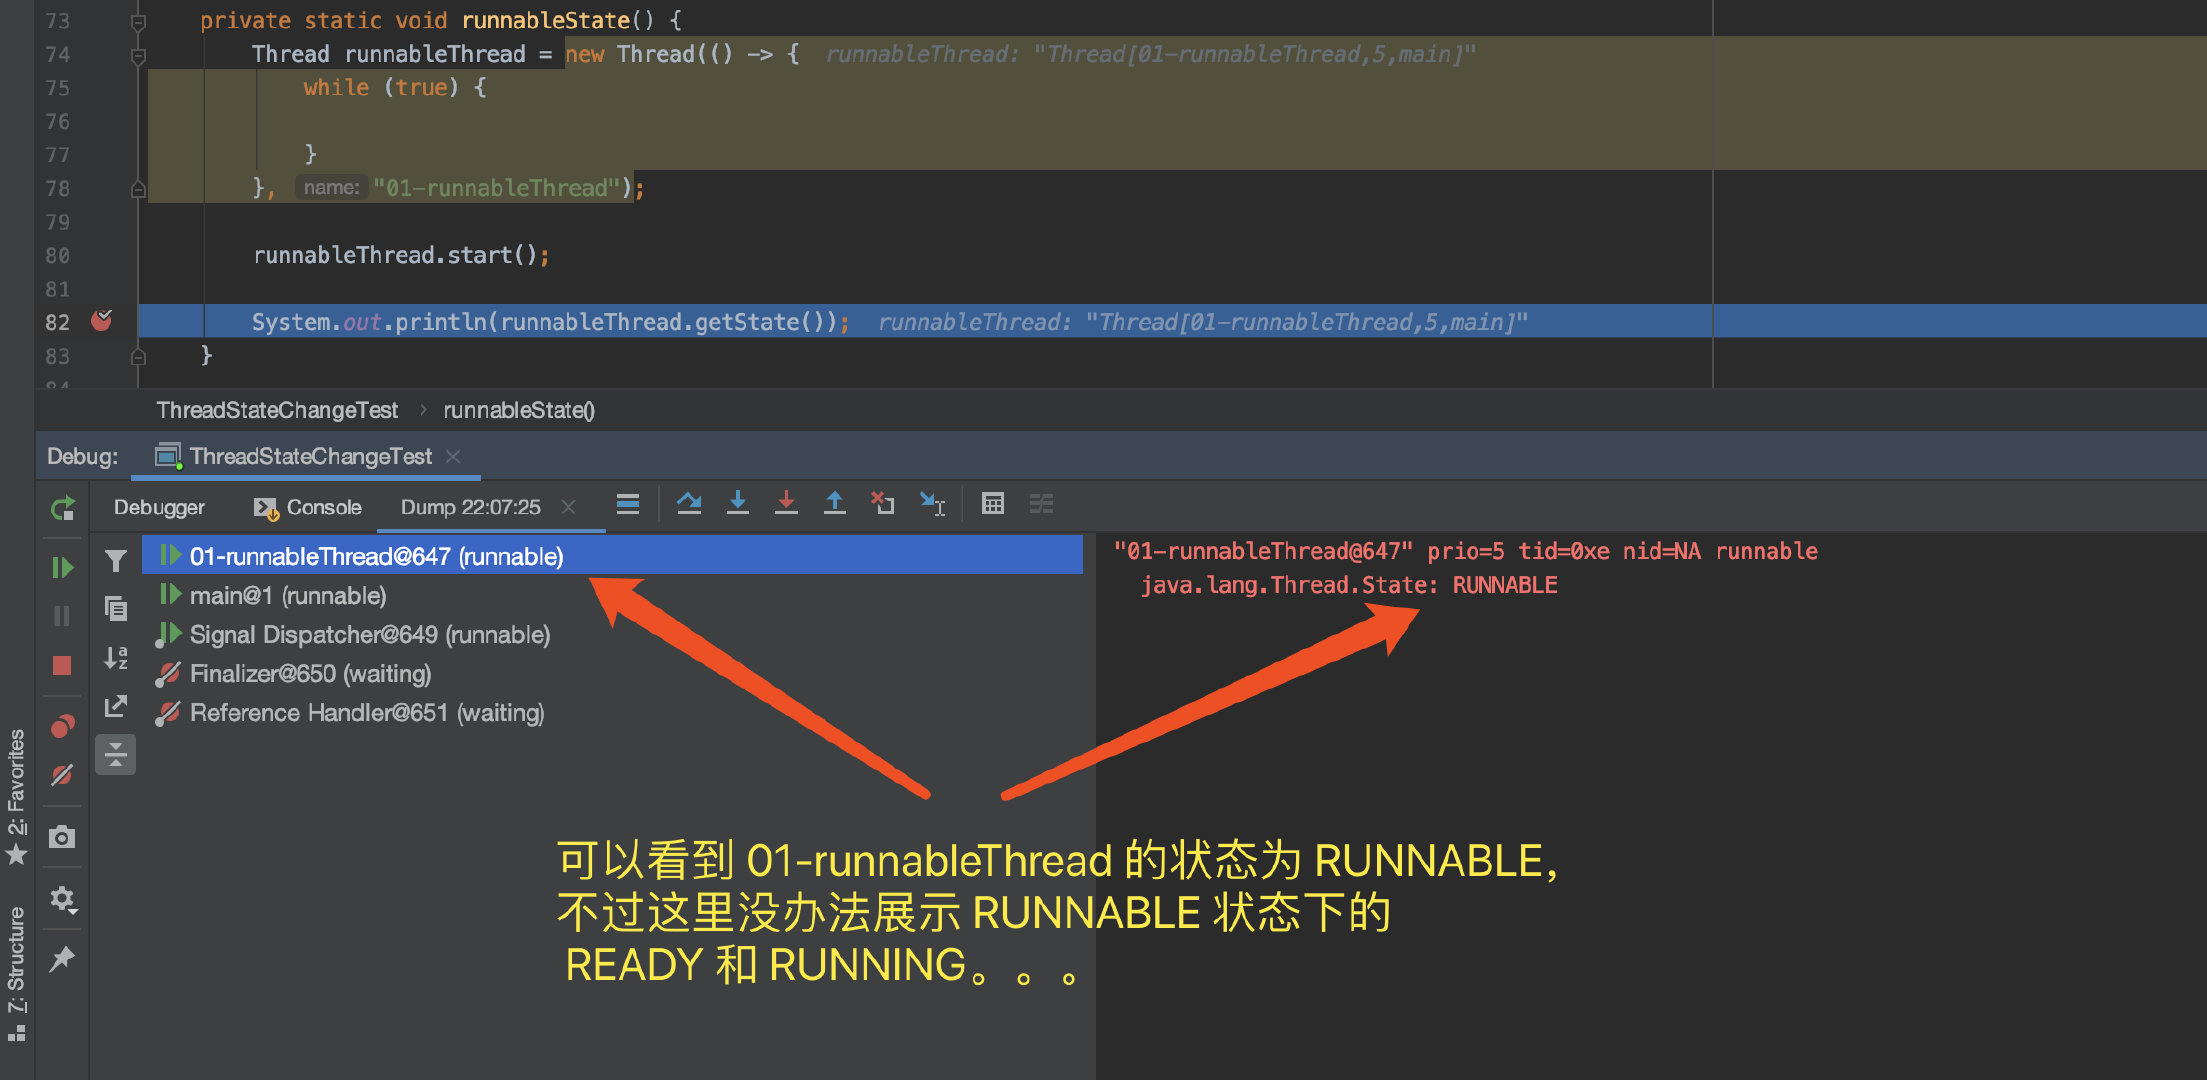 73 private static void runnableState() {
74 Thread runnableThread = new Thread(() -> { runnableThread: "Thread[01-runnableThread,5,main]"
75 while (true) {
76
77 }
78 }, name: "01-runnableThread");
79
80 runnableThread.start();
81
82 System.out.println(runnableThread.getState()); runnableThread: "Thread[01-runnableThread,5,main]"
83 }
84
ThreadStateChangeTest › runnableState()
Debug: ThreadStateChangeTest
Debugger Console Dump 22:07:25
01-runnableThread@647 (runnable)
main@1 (runnable)
Signal Dispatcher@649 (runnable)
Finalizer@650 (waiting)
Reference Handler@651 (waiting)
"01-runnableThread@647" prio=5 tid=0xe nid=NA runnable
java.lang.Thread.State: RUNNABLE
可以看到 01-runnableThread 的状态为 RUNNABLE，
不过这里没办法展示 RUNNABLE 状态下的
READY 和 RUNNING。。。
2: Favorites
7: Structure